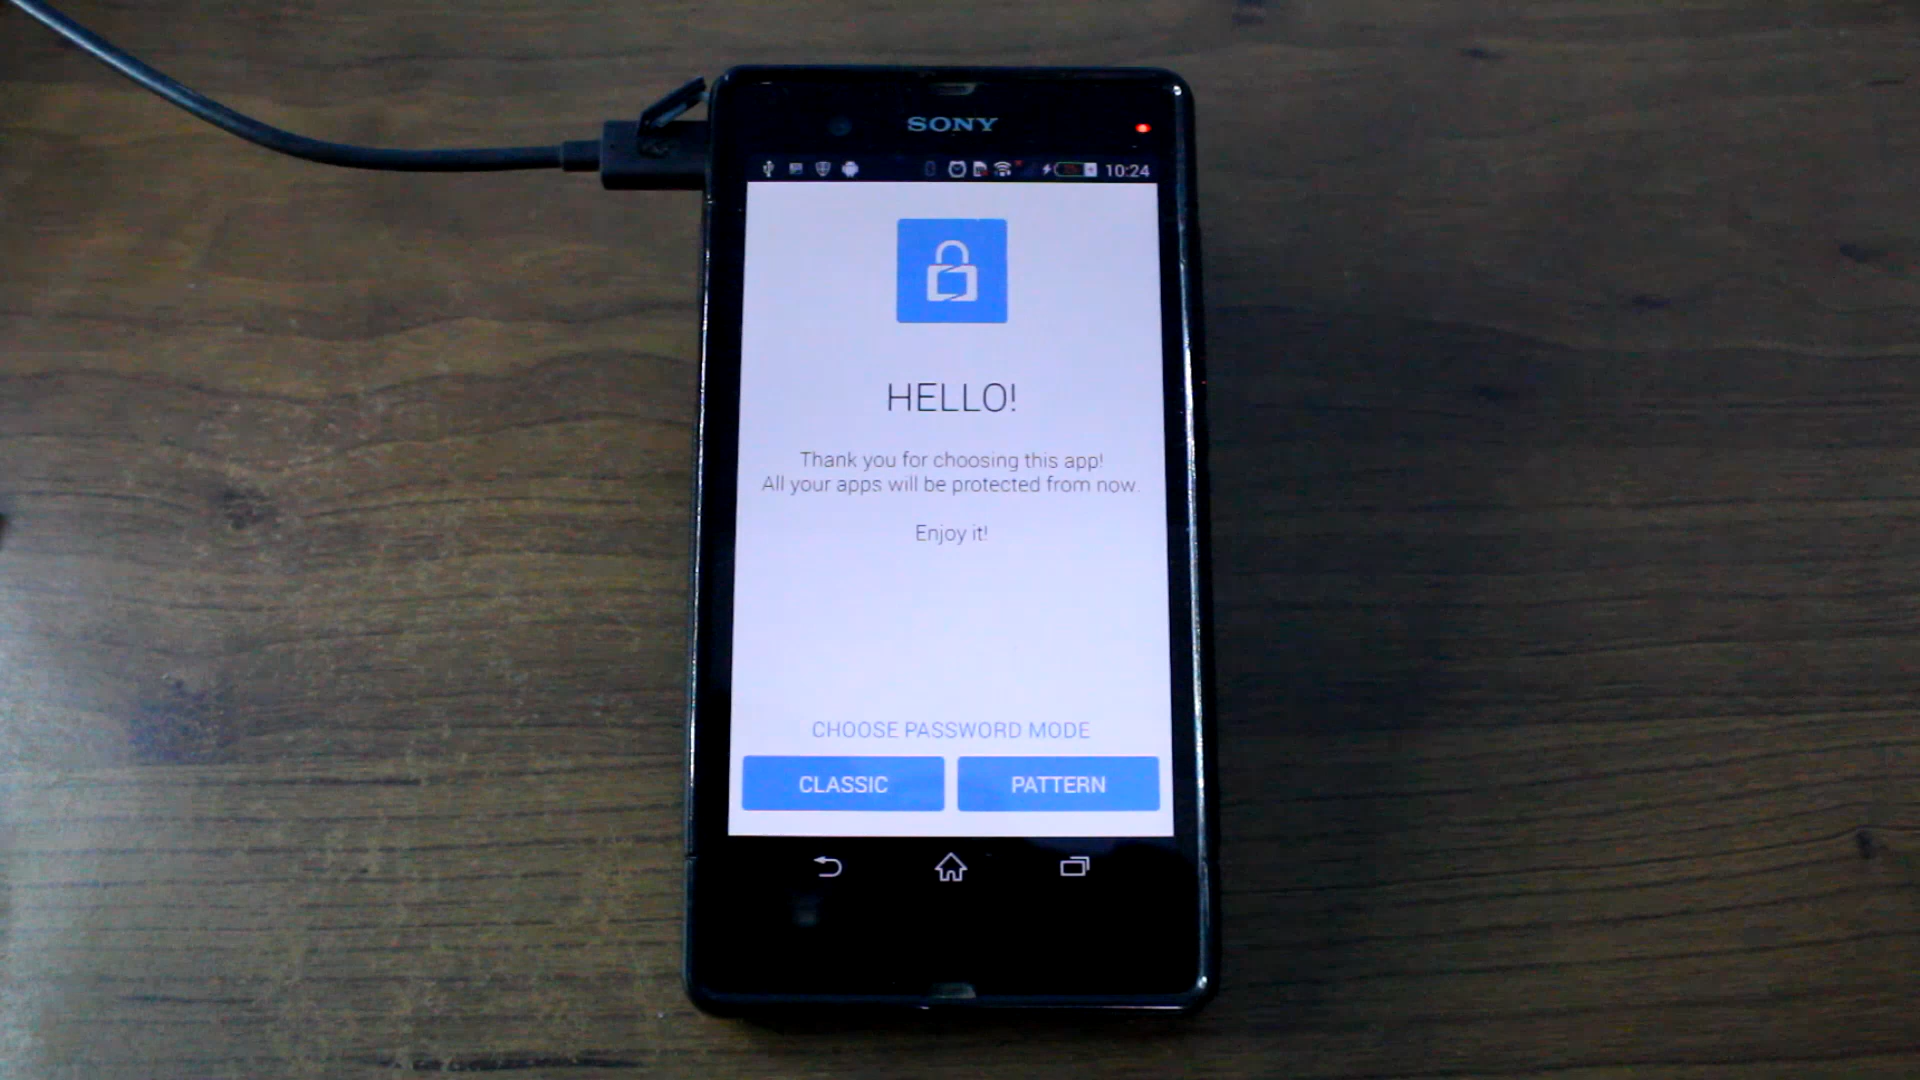 SONY
10:24
HELLO!
Thank you for choosing this app!
All your apps will be protected from now.
Enjoy it!
CHOOSE PASSWORD MODE
CLASSIC
PATTERN